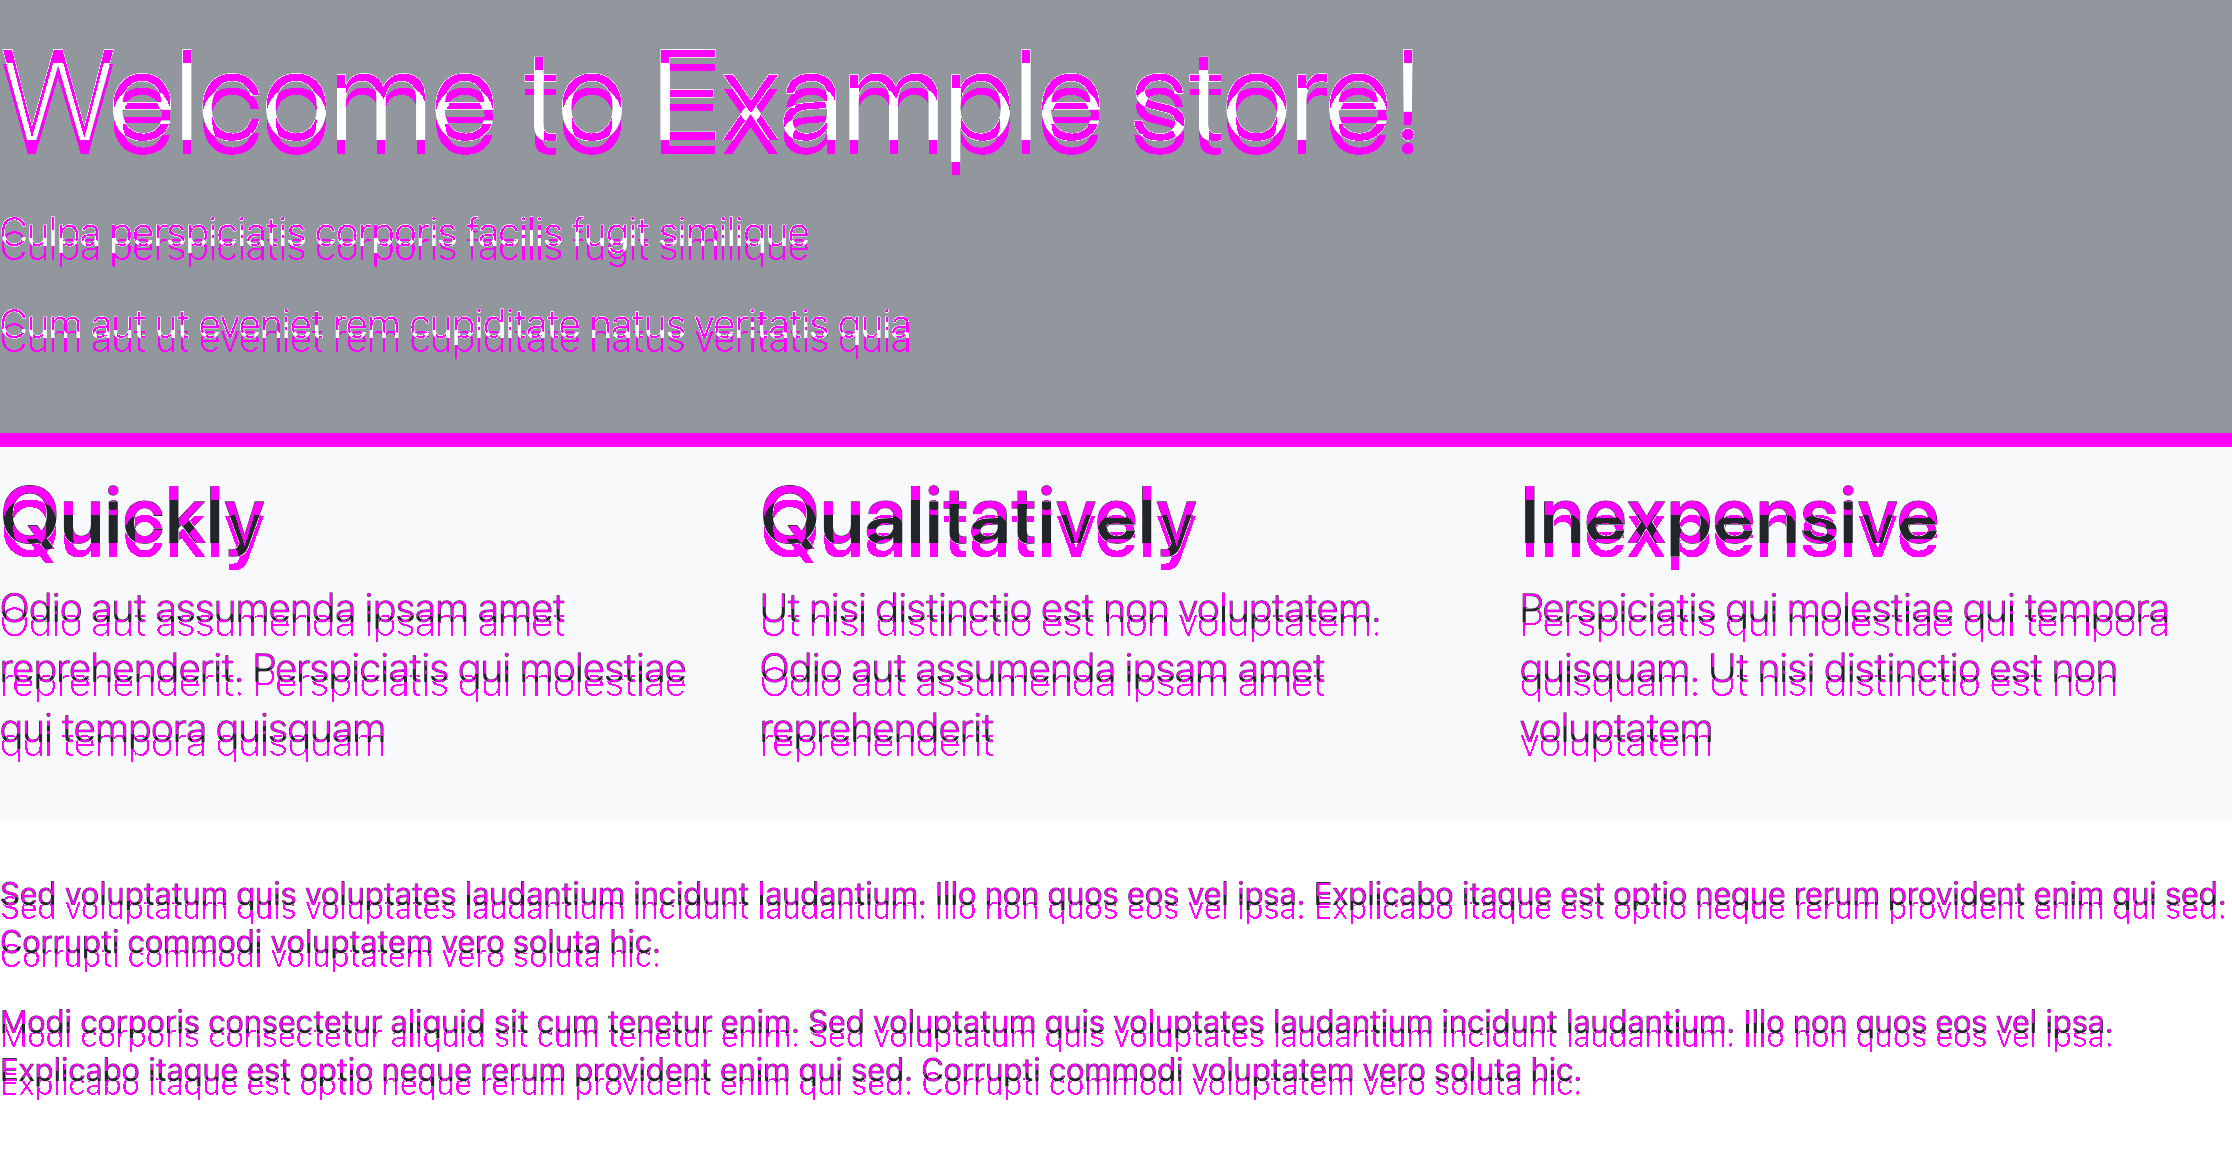 Welcome to Example store!
Culpa perspiciatis corporis facilis fugit similique
Cum aut ut eveniet rem cupiditate natus veritatis quia
Quickly
Odio aut assumenda ipsam amet
reprehenderit. Perspiciatis qui molestiae
qui tempora quisquam
Qualitatively
Ut nisi distinctio est non voluptatem.
Odio aut assumenda ipsam amet
reprehenderit
Inexpensive
Perspiciatis qui molestiae qui tempora
quisquam. Ut nisi distinctio est non
voluptatem
Sed voluptatum quis voluptates laudantium incidunt laudantium. Illo non quos eos vel ipsa. Explicabo itaque est optio neque rerum provident enim qui sed.
Corrupti commodi voluptatem vero soluta hic.
Modi corporis consectetur aliquid sit cum tenetur enim. Sed voluptatum quis voluptates laudantium incidunt laudantium. Illo non quos eos vel ipsa.
Explicabo itaque est optio neque rerum provident enim qui sed. Corrupti commodi voluptatem vero soluta hic.